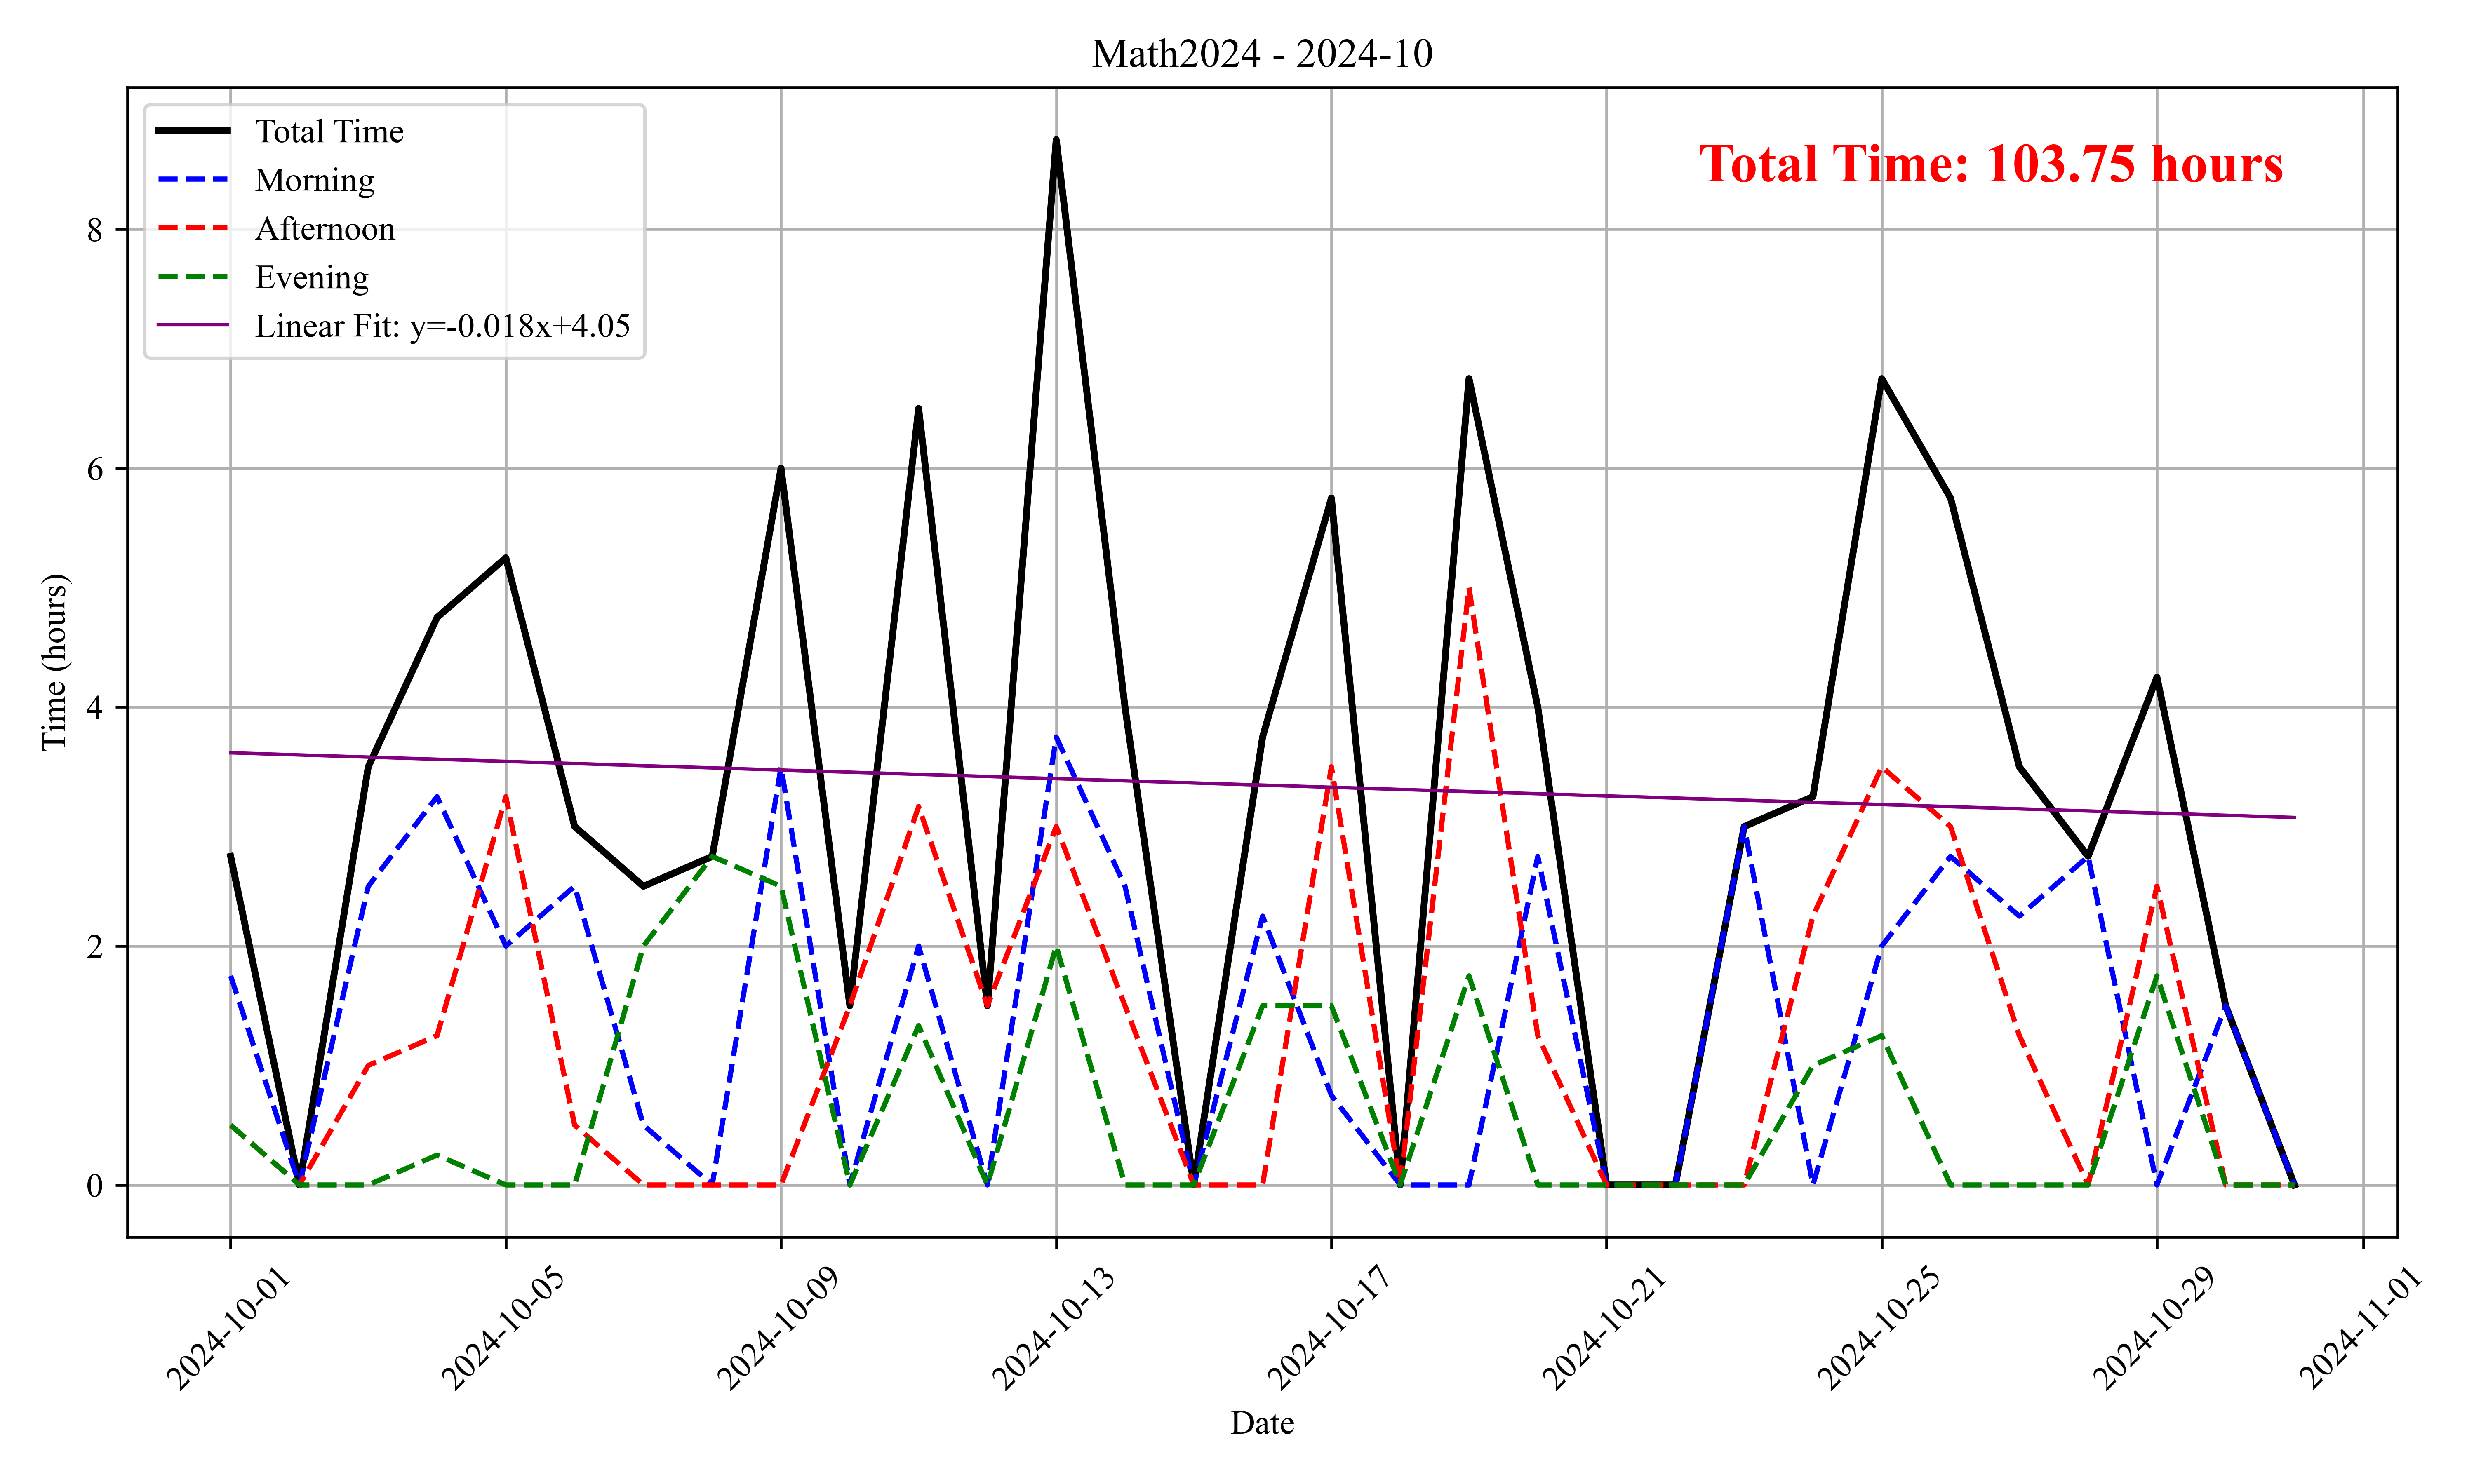 Math2024 - 2024-10
Total Time
Morning
Afternoon
Evening
Linear Fit: y=-0.018x+4.05
Total Time: 103.75 hours
Time (hours)
8
6
4
2
0
2024-10-01
2024-10-05
2024-10-09
2024-10-13
2024-10-17
2024-10-21
2024-10-25
2024-10-29
2024-11-01
Date